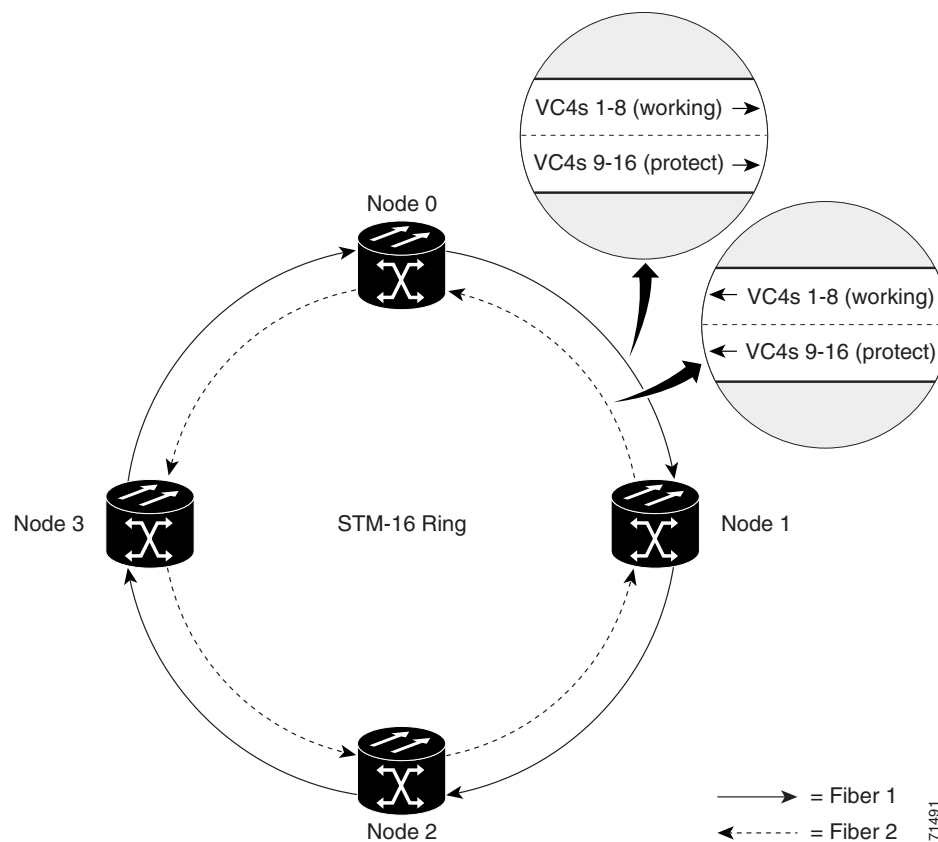 VC4s 1-8 (working)
VC4s 9-16 (protect)
Node 0
VC4s 1-8 (working)
VC4s 9-16 (protect)
Node 3
STM-16 Ring
Node 1
= Fiber 1
Node 2
= Fiber 2
71491